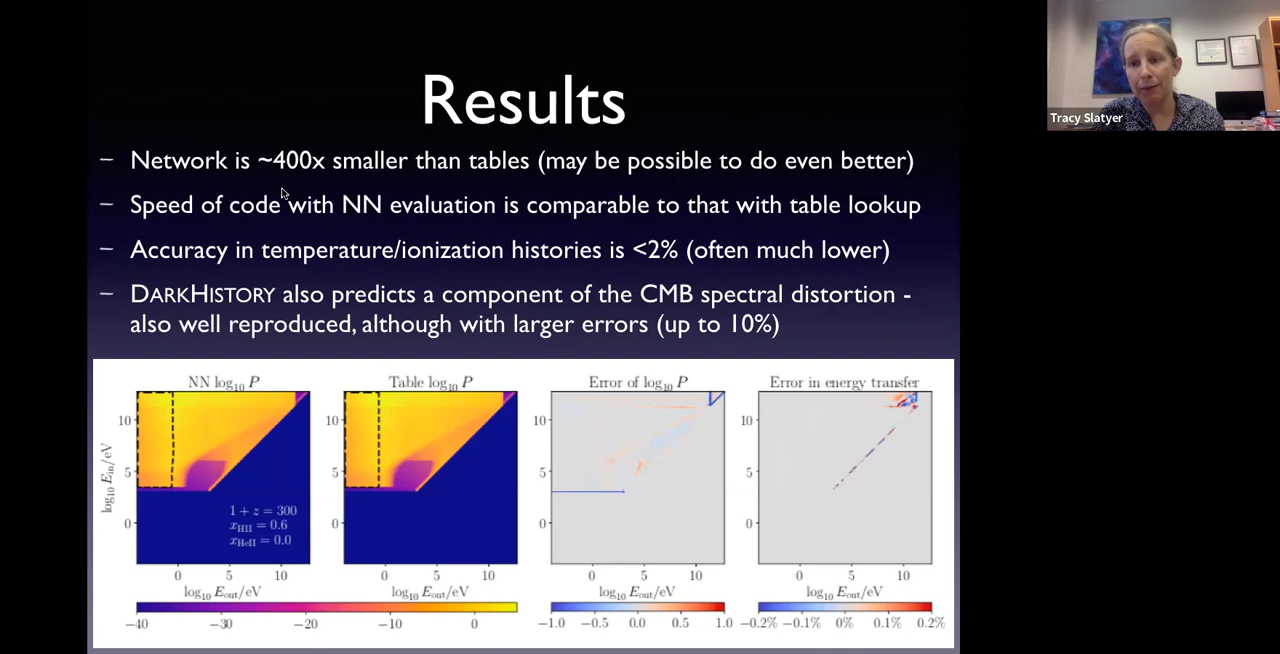 Results
– Network is ~400x smaller than tables (may be possible to do even better)
– Speed of code with NN evaluation is comparable to that with table lookup
– Accuracy in temperature/ionization histories is <2% (often much lower)
– DARKHISTORY also predicts a component of the CMB spectral distortion -
also well reproduced, although with larger errors (up to 10%)
Tracy Slatyer
NN log₁₀ P
Table log₁₀ P
Error of log₁₀ P
Error in energy transfer
log₁₀ E_in/eV
10
5
0
10
5
0
10
5
0
10
5
0
1 + z = 300
x_HII = 0.6
x_HeII = 0.0
0 5 10
0 5 10
0 5 10
0 5 10
log₁₀ E_out/eV
log₁₀ E_out/eV
log₁₀ E_out/eV
log₁₀ E_out/eV
−40 −30 −20 −10 0
−1.0 −0.5 0.0 0.5 1.0
−0.2% −0.1% 0% 0.1% 0.2%